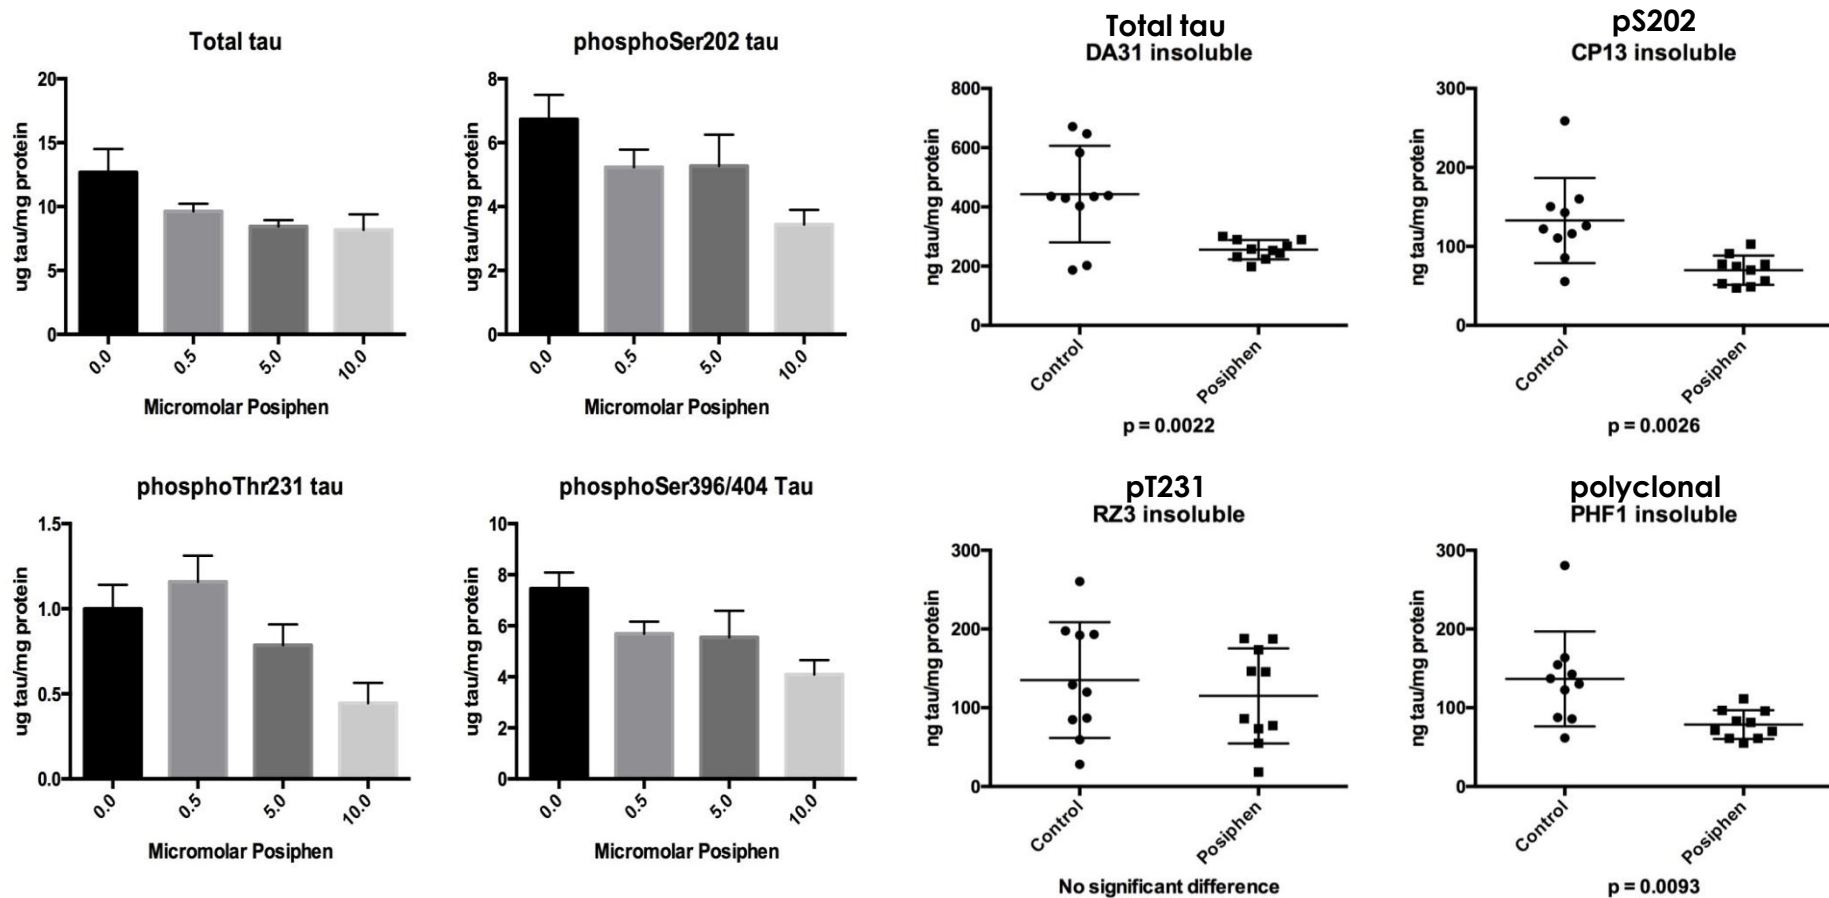 Total tau
20
15
10
5
0
ug tau/mg protein
0.0
0.5
5.0
10.0
Micromolar Posiphen
phosphoSer202 tau
8
6
4
2
0
ug tau/mg protein
0.0
0.5
5.0
10.0
Micromolar Posiphen
Total tau
DA31 insoluble
800
600
400
200
0
ng tau/mg protein
Control
Posiphen
p = 0.0022
pS202
CP13 insoluble
300
200
100
0
ng tau/mg protein
Control
Posiphen
p = 0.0026
phosphoThr231 tau
1.5
1.0
0.5
0.0
ug tau/mg protein
0.0
0.5
5.0
10.0
Micromolar Posiphen
phosphoSer396/404 Tau
10
8
6
4
2
0
ug tau/mg protein
0.0
0.5
5.0
10.0
Micromolar Posiphen
pT231
RZ3 insoluble
300
200
100
0
ng tau/mg protein
Control
Posiphen
No significant difference
polyclonal
PHF1 insoluble
300
200
100
0
ng tau/mg protein
Control
Posiphen
p = 0.0093